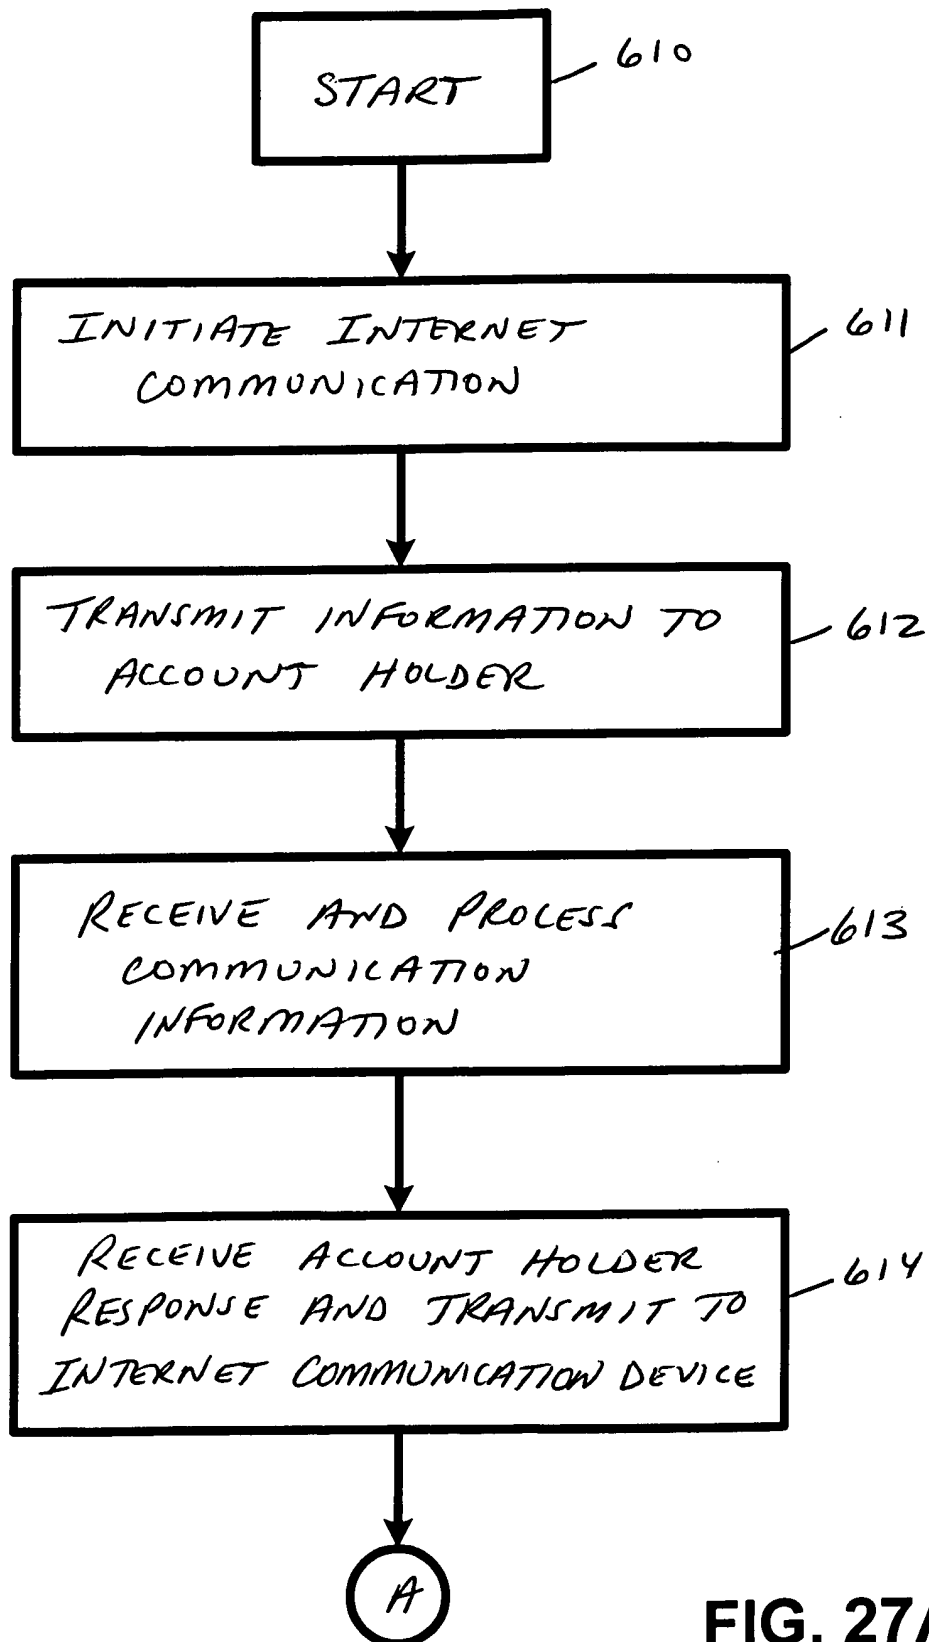 START
610
INITIATE INTERNET
COMMUNICATION
611
TRANSMIT INFORMATION TO
ACCOUNT HOLDER
612
RECEIVE AND PROCESS
COMMUNICATION
INFORMATION
613
RECEIVE ACCOUNT HOLDER
RESPONSE AND TRANSMIT TO
INTERNET COMMUNICATION DEVICE
614
A
FIG. 27A